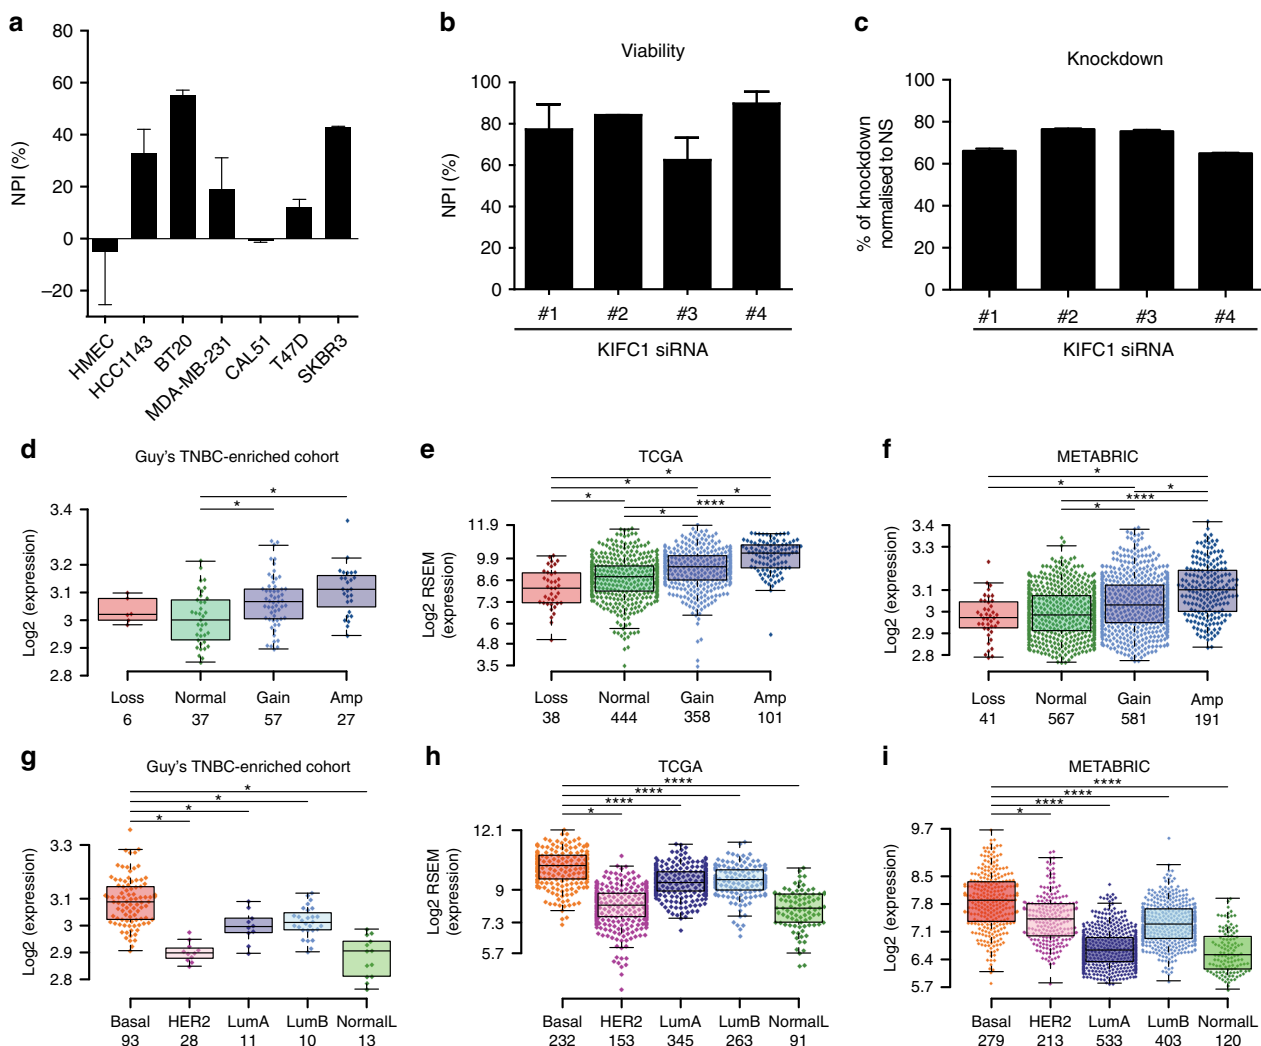 a
80
60
40
20
0
–20
NPI (%)
HMEC
HCC1143
BT20
MDA-MB-231
CAL51
T47D
SKBR3
b
Viability
100
80
60
40
20
0
NPI (%)
#1 #2 #3 #4
KIFC1 siRNA
c
Knockdown
100
80
60
40
20
0
% of knockdown
normalised to NS
#1 #2 #3 #4
KIFC1 siRNA
d
Guy's TNBC-enriched cohort
*
*
3.4
3.2
3.1
3
2.9
2.8
Log2 (expression)
Loss Normal Gain Amp
6 37 57 27
e
TCGA
*
*
* *
****
*
11.9
9.9
8.6
7.3
6
4.8
3.5
Log2 RSEM
(expression)
Loss Normal Gain Amp
38 444 358 101
f
METABRIC
*
*
*
****
*
3.4
3.3
3.1
3
2.9
2.8
Log2 (expression)
Loss Normal Gain Amp
41 567 581 191
g
Guy's TNBC-enriched cohort
*
*
*
*
3.3
3.1
3
2.9
2.8
Log2 (expression)
Basal HER2 LumA LumB NormalL
93 28 11 10 13
h
TCGA
****
****
****
*
12.1
9
7.3
5.7
Log2 RSEM
(expression)
Basal HER2 LumA LumB NormalL
232 153 345 263 91
i
METABRIC
****
****
****
*
9.7
8.5
7.8
7.1
6.4
5.7
Log2 (expression)
Basal HER2 LumA LumB NormalL
279 213 533 403 120